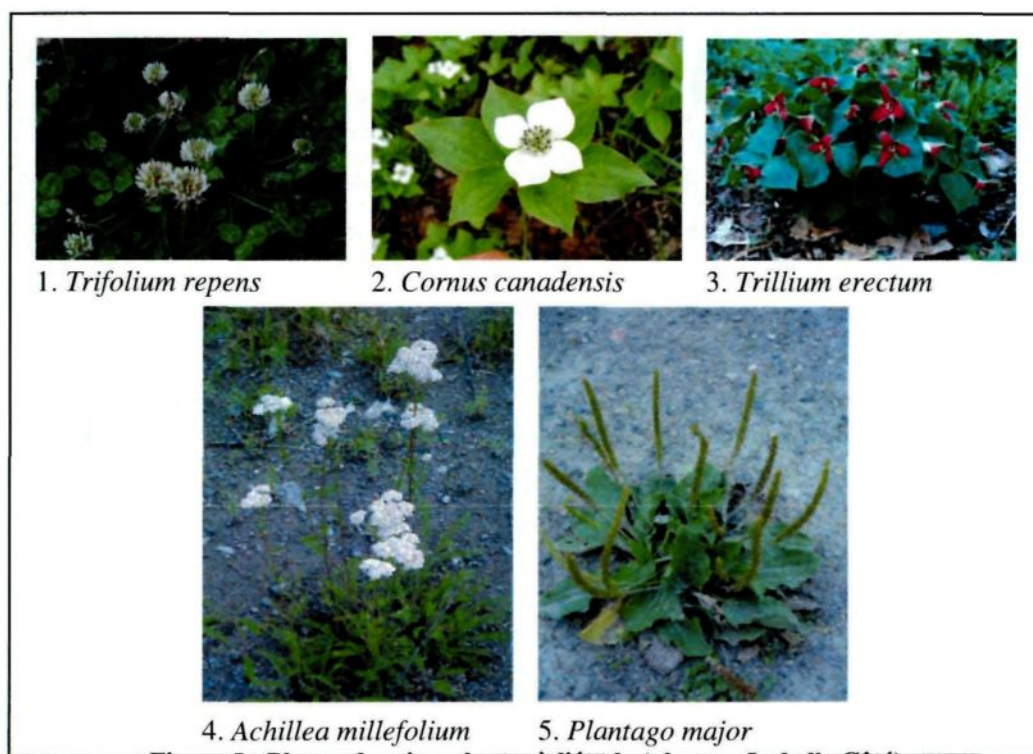 1. Trifolium repens
2. Cornus canadensis
3. Trillium erectum
4. Achillea millefolium
5. Plantago major